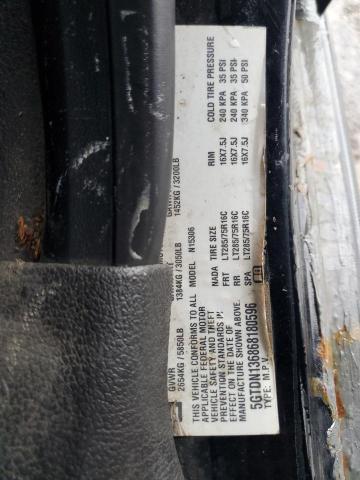 GVWR
2654KG / 5850LB
1384KG / 3050LB
1452KG / 3200LB
THIS VEHICLE CONFORMS TO ALL
APPLICABLE FEDERAL MOTOR
VEHICLE SAFETY AND THEFT
PREVENTION STANDARDS IN
EFFECT ON THE DATE OF
MANUFACTURE SHOWN ABOVE.
5GTDN136868180596
TYPE: M.P.V.
MODEL: N15306
NADA TIRE SIZE RIM COLD TIRE PRESSURE
FRT LT285/75R16C 16X7.5J 240 KPA 35 PSI
RR LT285/75R16C 16X7.5J 240 KPA 35 PSI
SPA LT285/75R16C 16X7.5J 340 KPA 50 PSI